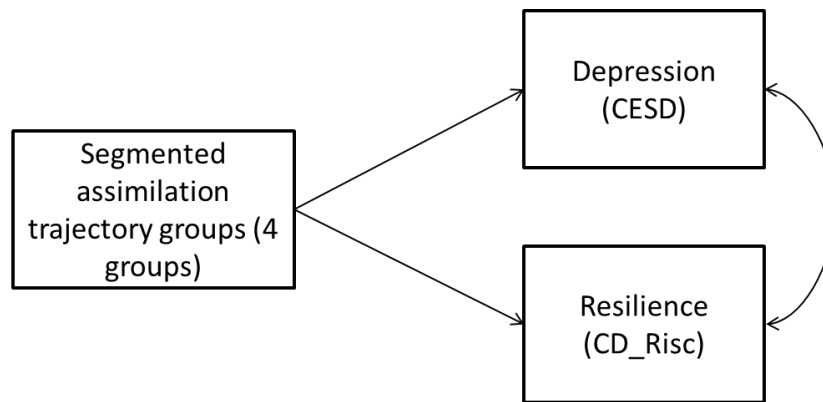 Segmented
assimilation
trajectory groups (4
groups)
Depression
(CESD)
Resilience
(CD_Risc)